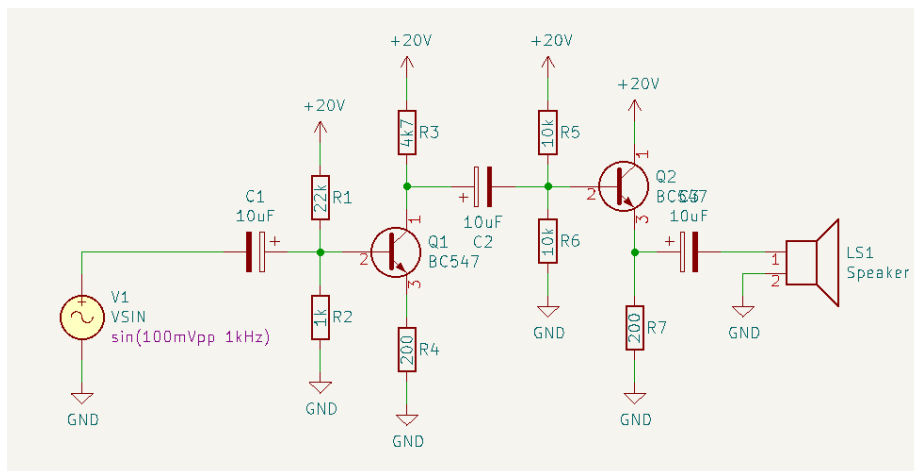 +20V
+20V
+20V
+20V
4k7
R3
10k
R5
Q2
BC547
1
2
3
C1
10uF
+
22k
R1
+
10uF
C2
C3
10uF
+
Q1
BC547
1
2
3
10k
R6
LS1
Speaker
1
2
V1
VSIN
sin(100mVpp 1kHz)
+
1k
R2
200
R4
200
R7
GND
GND
GND
GND
GND
GND